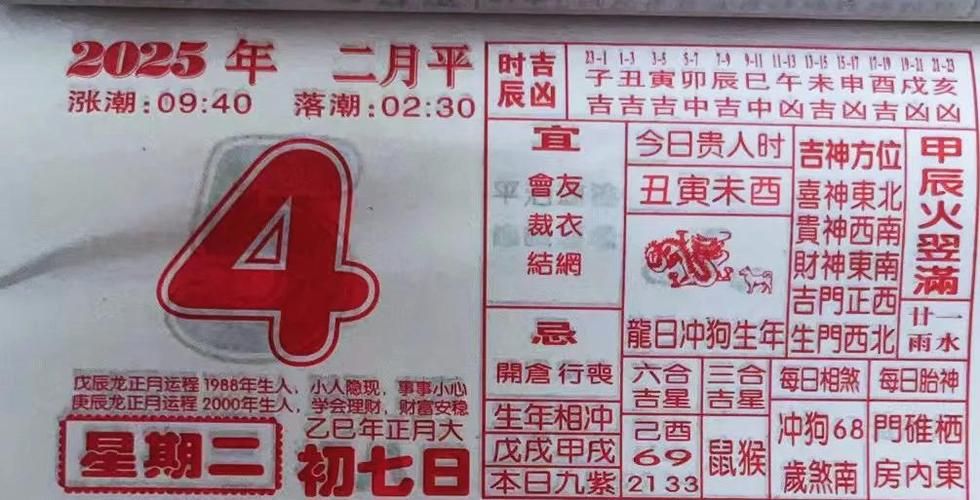 2025 年 二月平
涨潮:09:40 落潮:02:30
4
戊辰龙正月运程 1988年生人，小人隐现，事事小心
庚辰龙正月运程 2000年生人，学会理财，财富安稳
星期二
乙巳年正月大
初七日
时辰吉凶
23-1 1-3 3-5 5-7 7-9 9-11 11-13 13-15 15-17 17-19 19-21 21-23
子丑寅卯辰巳午未申酉戌亥
吉吉吉中吉中凶吉凶吉凶凶
宜
會友
裁衣
結網
忌
開倉 行喪
生年相冲
戊戌甲戌
本日九紫
今日贵人时
丑寅未酉
龍日冲狗生年
六合吉星
己酉
69
21 33
三合吉星
鼠猴
吉神方位
喜神東北
貴神西南
財神東南
吉門正西
生門西北
每日相煞
冲狗68
歲煞南
甲辰火翌滿
廿一
雨水
每日胎神
門碓栖
房內東